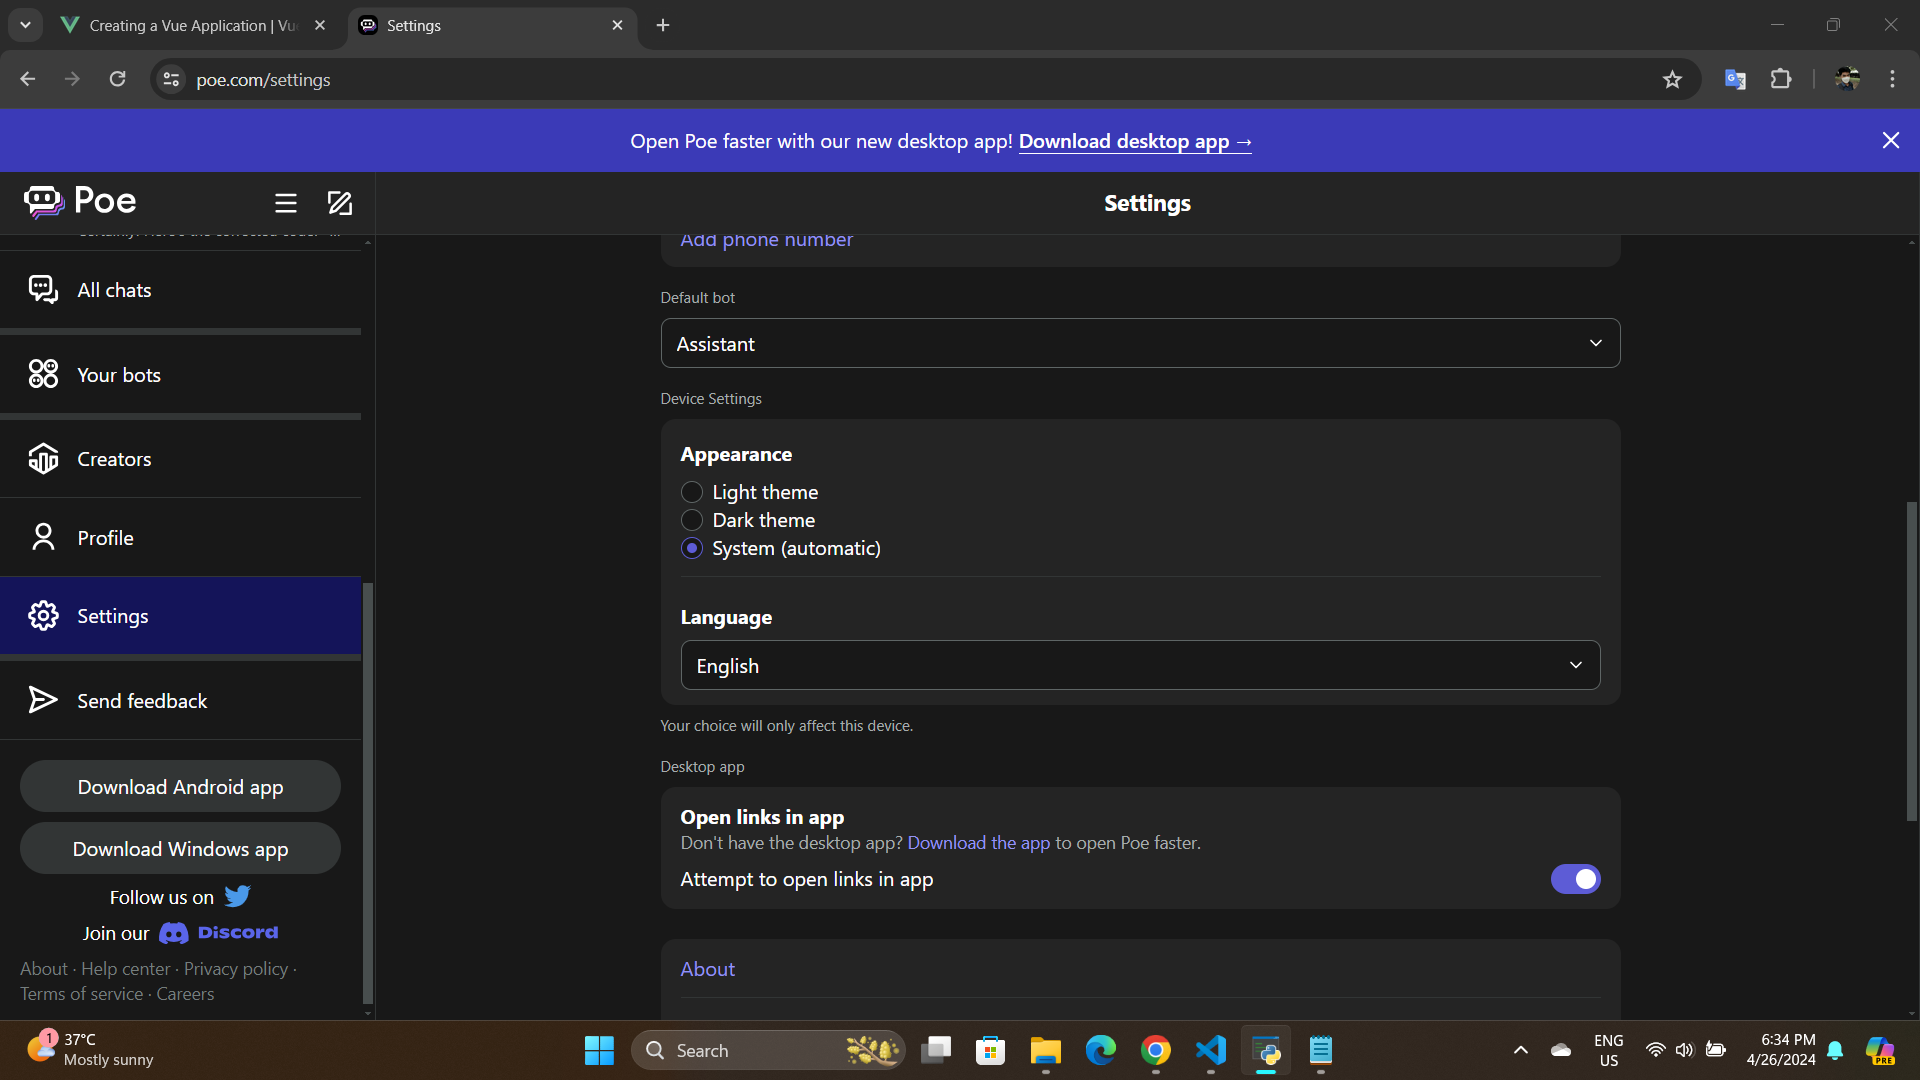 Creating a Vue Application | Vu
Settings
poe.com/settings
Open Poe faster with our new desktop app! Download desktop app →
Poe
Settings
Add phone number
All chats
Your bots
Creators
Profile
Settings
Send feedback
Download Android app
Download Windows app
Follow us on
Join our Discord
About · Help center · Privacy policy ·
Terms of service · Careers
Default bot
Assistant
Device Settings
Appearance
Light theme
Dark theme
System (automatic)
Language
English
Your choice will only affect this device.
Desktop app
Open links in app
Don't have the desktop app? Download the app to open Poe faster.
Attempt to open links in app
About
1
37°C
Mostly sunny
Search
ENG
US
6:34 PM
4/26/2024
PRE